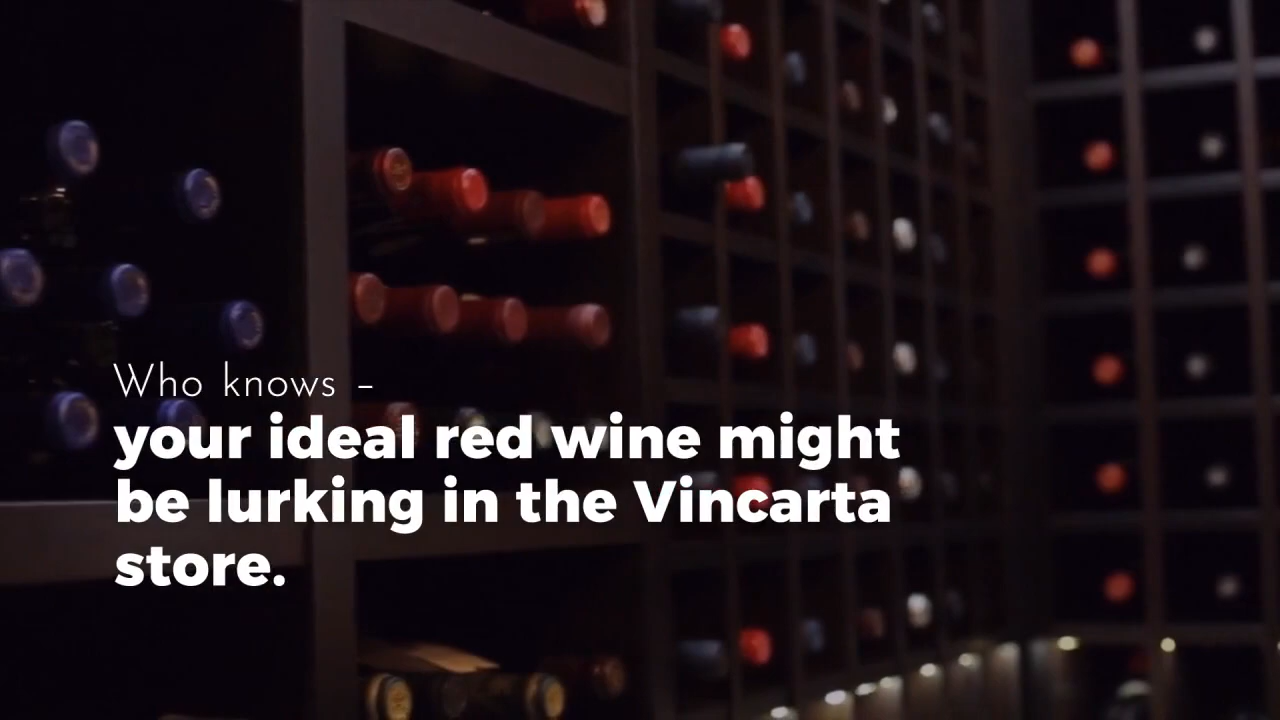 Who knows –
your ideal red wine might
be lurking in the Vincarta
store.